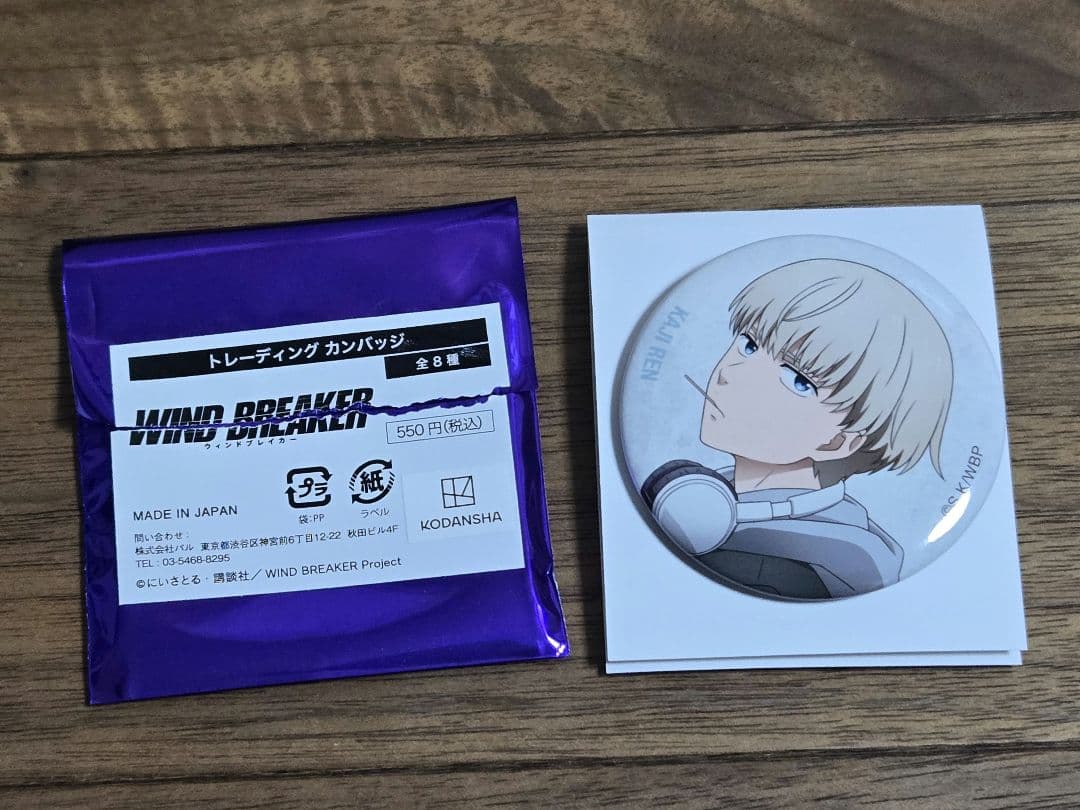 トレーディング カンバッジ
全8種
WIND BREAKER
ウィンドブレイカー
550円(税込)
プラ
紙
袋:PP
ラベル
MADE IN JAPAN
KODANSHA
問い合わせ:
株式会社パル 東京都渋谷区神宮前6丁目12-22 秋田ビル4F
TEL:03-5468-8295
©にいさとる・講談社/WIND BREAKER Project
KAJI REN
©S.K/WBP